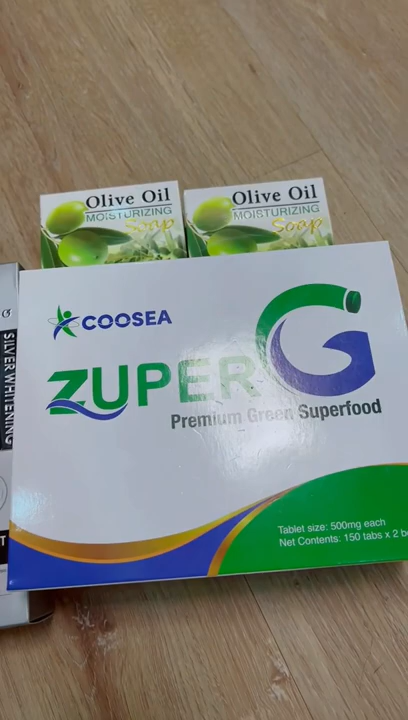 Olive Oil
MOISTURIZING
Soap
Olive Oil
MOISTURIZING
Soap
COOSEA
ZUPER G
Premium Green Superfood
Tablet size: 500mg each
Net Contents: 150 tabs x 2
SILVER WHITENING